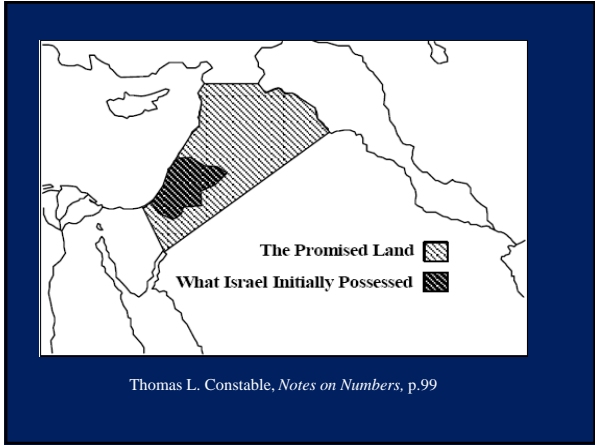 The Promised Land
What Israel Initially Possessed
Thomas L. Constable, Notes on Numbers, p.99